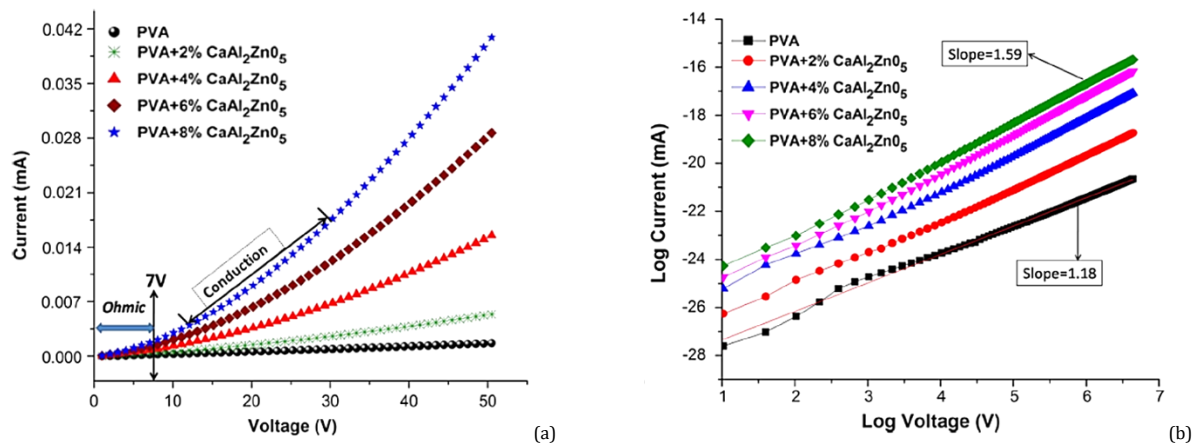 0.042
0.035
0.028
0.021
0.014
0.007
0.000
Current (mA)
PVA
PVA+2% CaAl2Zn05
PVA+4% CaAl2Zn05
PVA+6% CaAl2Zn05
PVA+8% CaAl2Zn05
Conduction
7V
Ohmic
0 10 20 30 40 50
Voltage (V)
(a)
-14
-16
-18
-20
-22
-24
-26
-28
Log Current (mA)
PVA
PVA+2% CaAl2Zn05
PVA+4% CaAl2Zn05
PVA+6% CaAl2Zn05
PVA+8% CaAl2Zn05
Slope=1.59
Slope=1.18
1 2 3 4 5 6 7
Log Voltage (V)
(b)